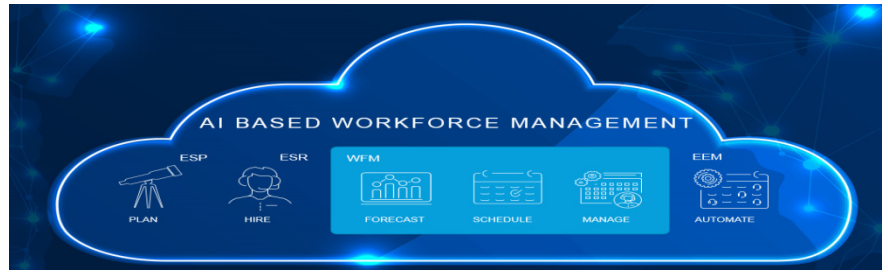 AI BASED WORKFORCE MANAGEMENT
ESP ESR WFM EEM
PLAN HIRE FORECAST SCHEDULE MANAGE AUTOMATE